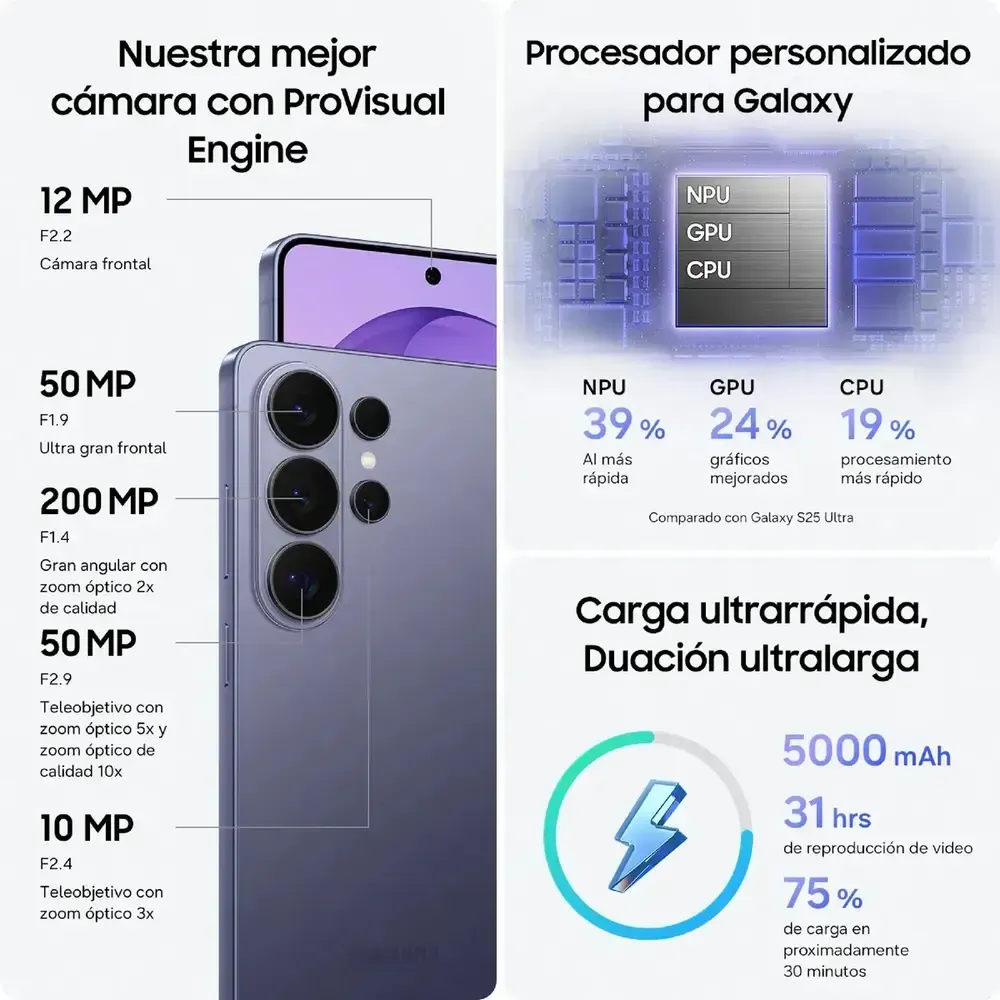 Nuestra mejor
cámara con ProVisual
Engine
12 MP
F2.2
Cámara frontal
50 MP
F1.9
Ultra gran frontal
200 MP
F1.4
Gran angular con
zoom óptico 2x
de calidad
50 MP
F2.9
Teleobjetivo con
zoom óptico 5x y
zoom óptico de
calidad 10x
10 MP
F2.4
Teleobjetivo con
zoom óptico 3x
Procesador personalizado
para Galaxy
NPU
GPU
CPU
NPU GPU CPU
39 % 24 % 19 %
AI más gráficos procesamiento
rápida mejorados más rápido
Comparado con Galaxy S25 Ultra
Carga ultrarrápida,
Duación ultralarga
5000 mAh
31 hrs
de reproducción de video
75 %
de carga en
proximadamente
30 minutos